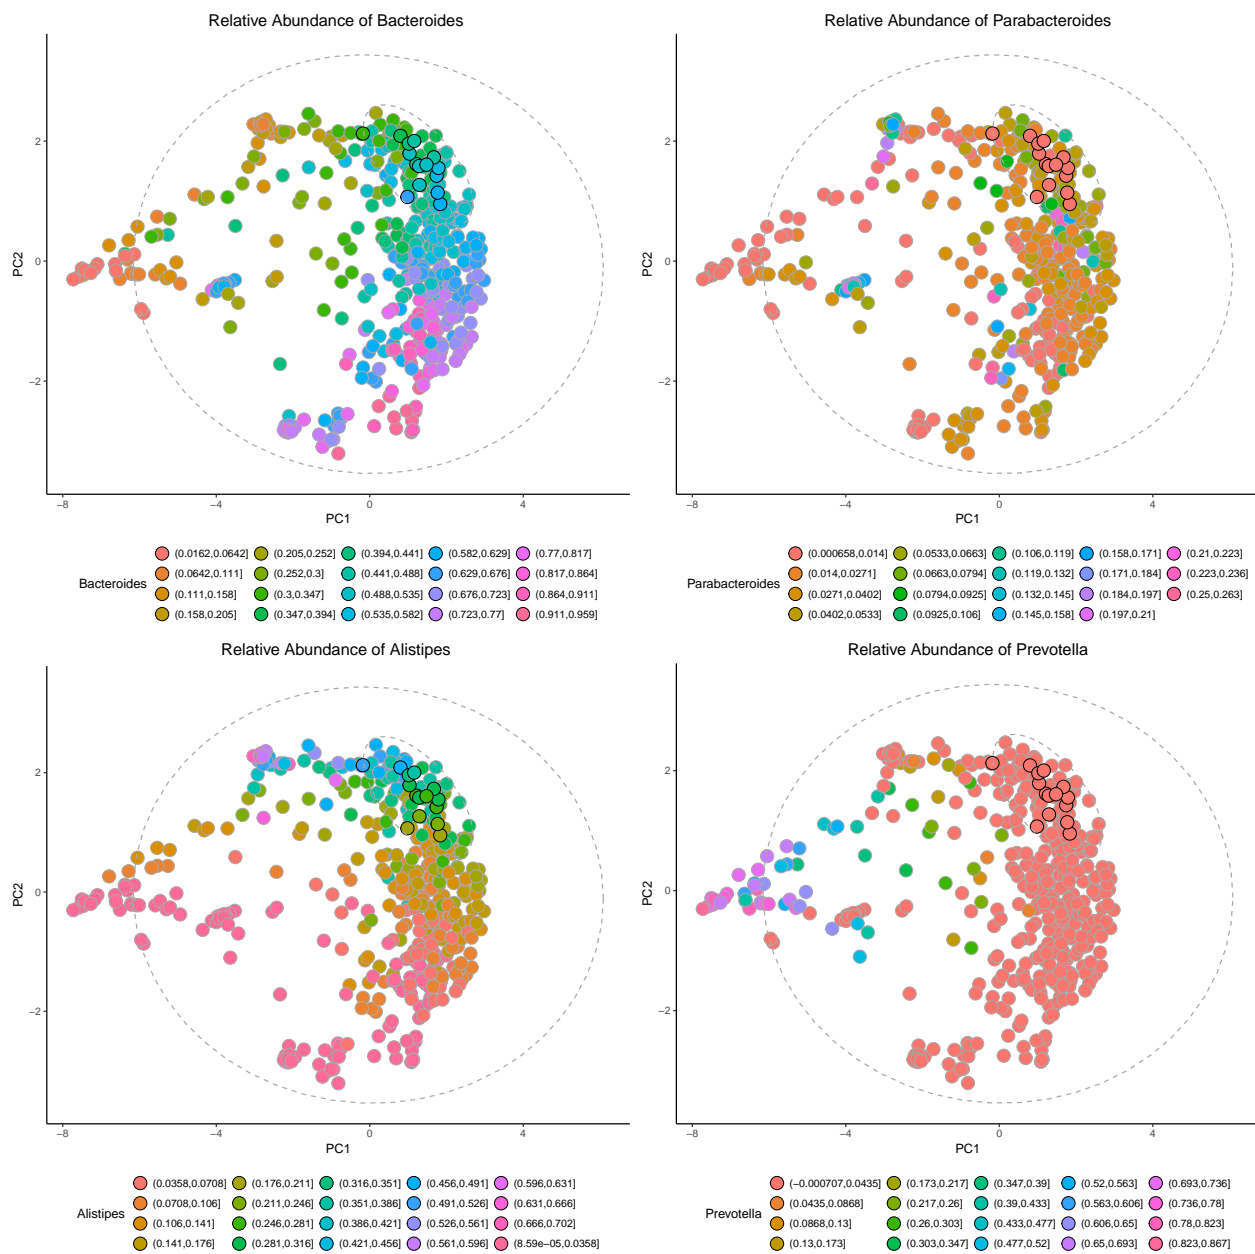 Relative Abundance of Bacteroides
2
0
−2
PC2
−8
−4
0
4
PC1
Bacteroides
(0.0162,0.0642] (0.205,0.252] (0.394,0.441] (0.582,0.629] (0.77,0.817]
(0.0642,0.111] (0.252,0.3] (0.441,0.488] (0.629,0.676] (0.817,0.864]
(0.111,0.158] (0.3,0.347] (0.488,0.535] (0.676,0.723] (0.864,0.911]
(0.158,0.205] (0.347,0.394] (0.535,0.582] (0.723,0.77] (0.911,0.959]
Relative Abundance of Parabacteroides
2
0
−2
PC2
−8
−4
0
4
PC1
Parabacteroides
(0.000658,0.014] (0.0533,0.0663] (0.106,0.119] (0.158,0.171] (0.21,0.223]
(0.014,0.0271] (0.0663,0.0794] (0.119,0.132] (0.171,0.184] (0.223,0.236]
(0.0271,0.0402] (0.0794,0.0925] (0.132,0.145] (0.184,0.197] (0.25,0.263]
(0.0402,0.0533] (0.0925,0.106] (0.145,0.158] (0.197,0.21]
Relative Abundance of Alistipes
2
0
−2
PC2
−8
−4
0
4
PC1
Alistipes
(0.0358,0.0708] (0.176,0.211] (0.316,0.351] (0.456,0.491] (0.596,0.631]
(0.0708,0.106] (0.211,0.246] (0.351,0.386] (0.491,0.526] (0.631,0.666]
(0.106,0.141] (0.246,0.281] (0.386,0.421] (0.526,0.561] (0.666,0.702]
(0.141,0.176] (0.281,0.316] (0.421,0.456] (0.561,0.596] (8.59e−05,0.0358]
Relative Abundance of Prevotella
2
0
−2
PC2
−8
−4
0
4
PC1
Prevotella
(−0.000707,0.0435] (0.173,0.217] (0.347,0.39] (0.52,0.563] (0.693,0.736]
(0.0435,0.0868] (0.217,0.26] (0.39,0.433] (0.563,0.606] (0.736,0.78]
(0.0868,0.13] (0.26,0.303] (0.433,0.477] (0.606,0.65] (0.78,0.823]
(0.13,0.173] (0.303,0.347] (0.477,0.52] (0.65,0.693] (0.823,0.867]